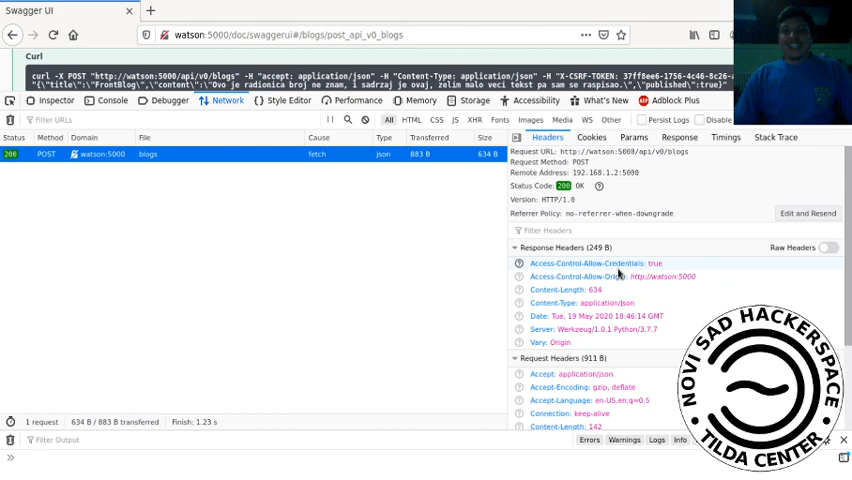 Swagger UI
watson:5000/doc/swaggerui#/blogs/post_api_v0_blogs
Curl
curl -X POST "http://watson:5000/api/v0/blogs" -H "accept: application/json" -H "Content-Type: application/json" -H "X-CSRF-TOKEN: 37ff8ee6-1756-4c46-8c26-a
"{\"title\":\"FrontBlog\",\"content\":\"Ovo je radionica broj ne znam, i sadrzaj je ovaj, zelim malo veci tekst pa sam se raspisao.\",\"published\":true}"
Inspector Console Debugger Network Style Editor Performance Memory Storage Accessibility What's New Adblock Plus
Filter URLs All HTML CSS JS XHR Fonts Images Media WS Other Persist Logs Disable
Status Method Domain File Cause Type Transferred Size
200 POST watson:5000 blogs fetch json 883 B 634 B
Headers Cookies Params Response Timings Stack Trace
Request URL: http://watson:5000/api/v0/blogs
Request Method: POST
Remote Address: 192.168.1.2:5000
Status Code: 200 OK
Version: HTTP/1.0
Referrer Policy: no-referrer-when-downgrade Edit and Resend
Filter Headers
Response Headers (249 B) Raw Headers
Access-Control-Allow-Credentials: true
Access-Control-Allow-Origin: http://watson:5000
Content-Length: 634
Content-Type: application/json
Date: Tue, 19 May 2020 18:46:14 GMT
Server: Werkzeug/1.0.1 Python/3.7.7
Vary: Origin
Request Headers (911 B)
Accept: application/json
Accept-Encoding: gzip, deflate
Accept-Language: en-US,en;q=0.5
Connection: keep-alive
Content-Length: 142
1 request 634 B / 883 B transferred Finish: 1.23 s
Filter Output Errors Warnings Logs Info
NOVI SAD HACKERSPACE
TILDA CENTER